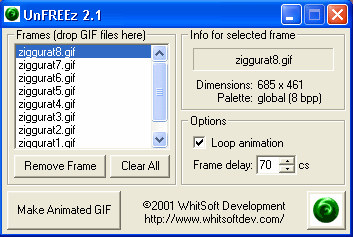 UnFREEz 2.1
Frames (drop GIF files here)
ziggurat8.gif
ziggurat7.gif
ziggurat6.gif
ziggurat5.gif
ziggurat4.gif
ziggurat3.gif
ziggurat2.gif
ziggurat1.gif
Remove Frame
Clear All
Info for selected frame
ziggurat8.gif
Dimensions: 685 x 461
Palette: global (8 bpp)
Options
Loop animation
Frame delay: 70 cs
Make Animated GIF
©2001 WhitSoft Development
http://www.whitsoftdev.com/